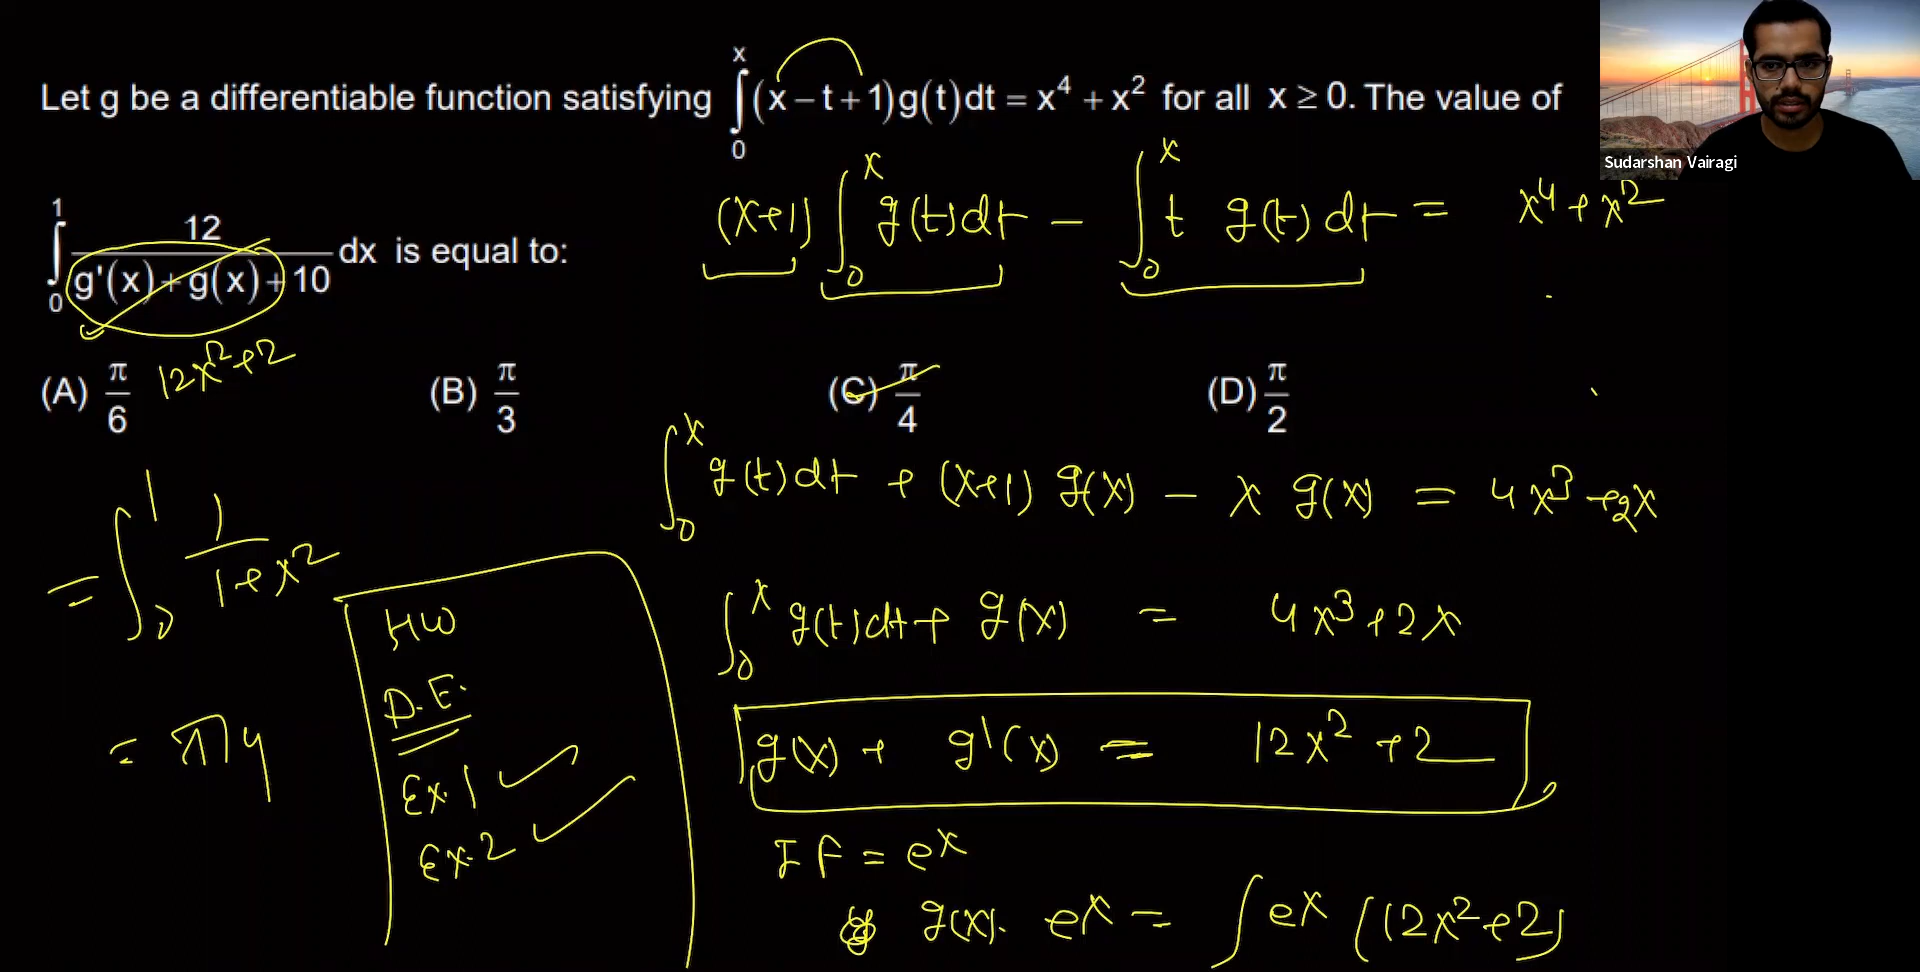 Let g be a differentiable function satisfying ∫₀ˣ (x − t + 1) g(t) dt = x⁴ + x² for all x ≥ 0. The value of
Sudarshan Vairagi
(x+1) ∫₀ˣ g(t) dt − ∫₀ˣ t g(t) dt = x⁴ + x²
∫₀¹ 12 / (g'(x) + g(x) + 10) dx is equal to:
12x² + 2
(A) π/6 (B) π/3 (C) π/4 (D) π/2
∫₀ˣ g(t) dt + (x+1) g(x) − x g(x) = 4x³ + 2x
= ∫₀¹ 1/(1+x²)
∫₀ˣ g(t) dt + g(x) = 4x³ + 2x
= π/4
g(x) + g'(x) = 12x² + 2
IF = eˣ
g(x). eˣ = ∫ eˣ (12x² + 2)
HW
D.E.
Ex.1 ✓
Ex.2 ✓